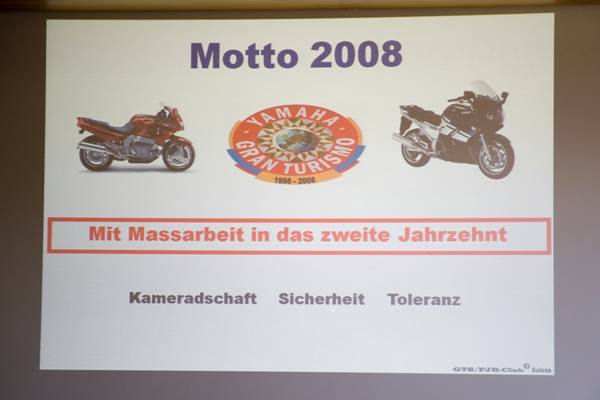 Motto 2008
YAMAHA
GRAN TURISMO
1998 - 2008
Mit Massarbeit in das zweite Jahrzehnt
Kameradschaft Sicherheit Toleranz
GTS/FJR-Club© Suisse